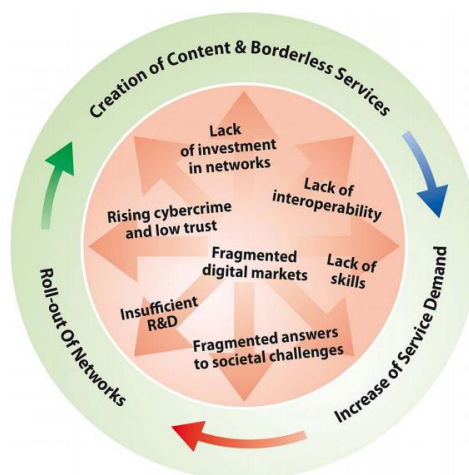 Creation of Content & Borderless Services
Lack
of investment
in networks
Lack of
interoperability
Rising cybercrime
and low trust
Fragmented
digital markets
Lack of
skills
Insufficient
R&D
Fragmented answers
to societal challenges
Roll-out Of Networks
Increase of Service Demand